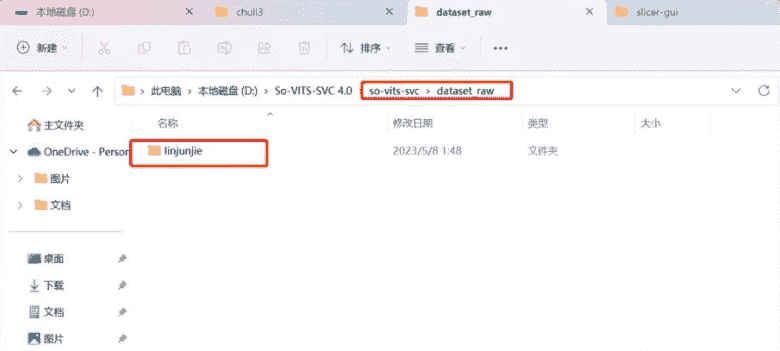 本地磁盘 (D:) chuli3 dataset_raw slicer-gui
新建 排序 查看
此电脑 本地磁盘 (D:) So-VITS-SVC 4.0 so-vits-svc dataset_raw
主文件夹 名称 修改日期 类型 大小
OneDrive - Person linjunjie 2023/5/8 1:48 文件夹
图片
文档
桌面
下载
文档
图片